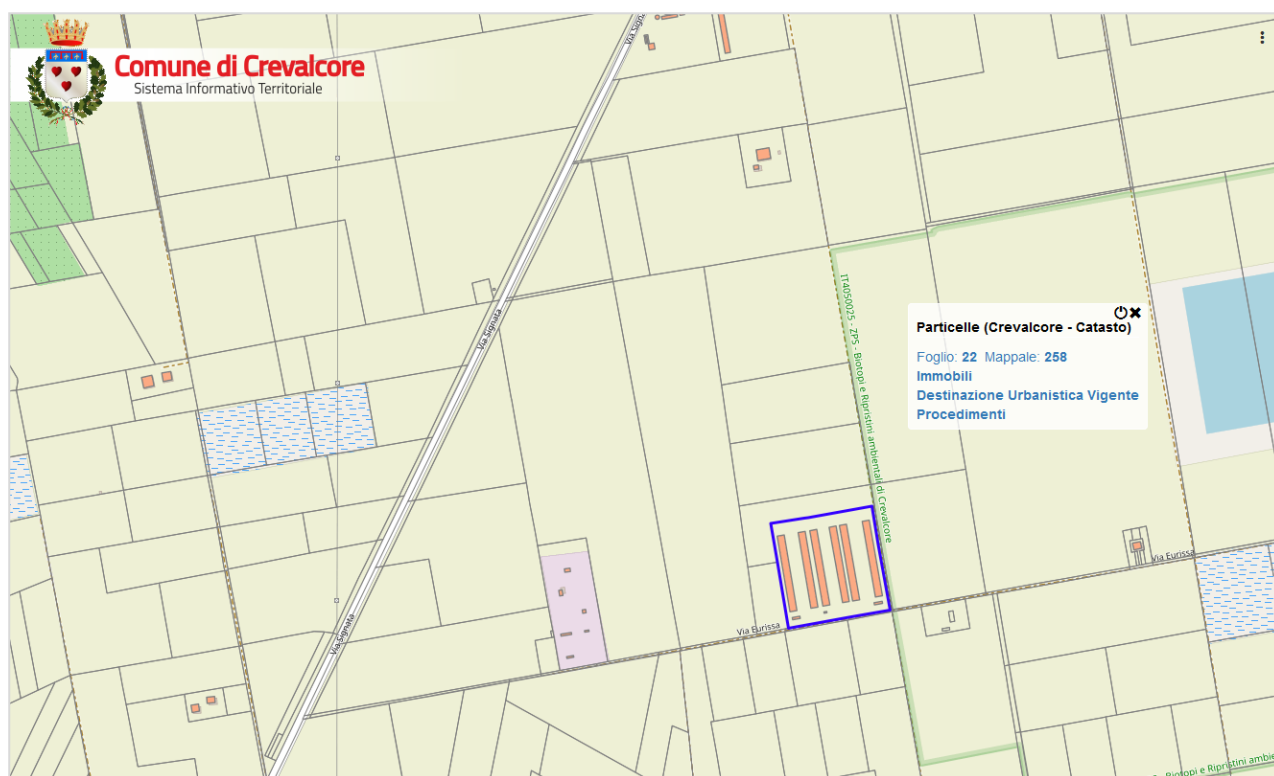 Comune di Crevalcore
Sistema Informativo Territoriale
Via Signa
Via Signata
Via Signata
IT4050025 - ZPS - Biotopi e Ripristini ambientali di Crevalcore
Particelle (Crevalcore - Catasto)
Foglio: 22 Mappale: 258
Immobili
Destinazione Urbanistica Vigente
Procedimenti
Via Eurissa
Via Eurissa
Biotopi e Ripristini ambie